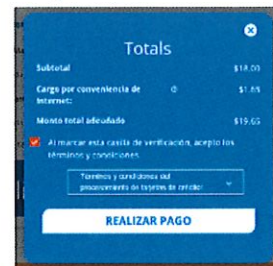 Totals
Subtotal $18.00
Cargo por conveniencia de $1.65
Internet:
Monto total adeudado $19.65
Al marcar esta casilla de verificación, acepto los
términos y condiciones
Términos y condiciones del
procesamiento de tarjetas de crédito:
REALIZAR PAGO